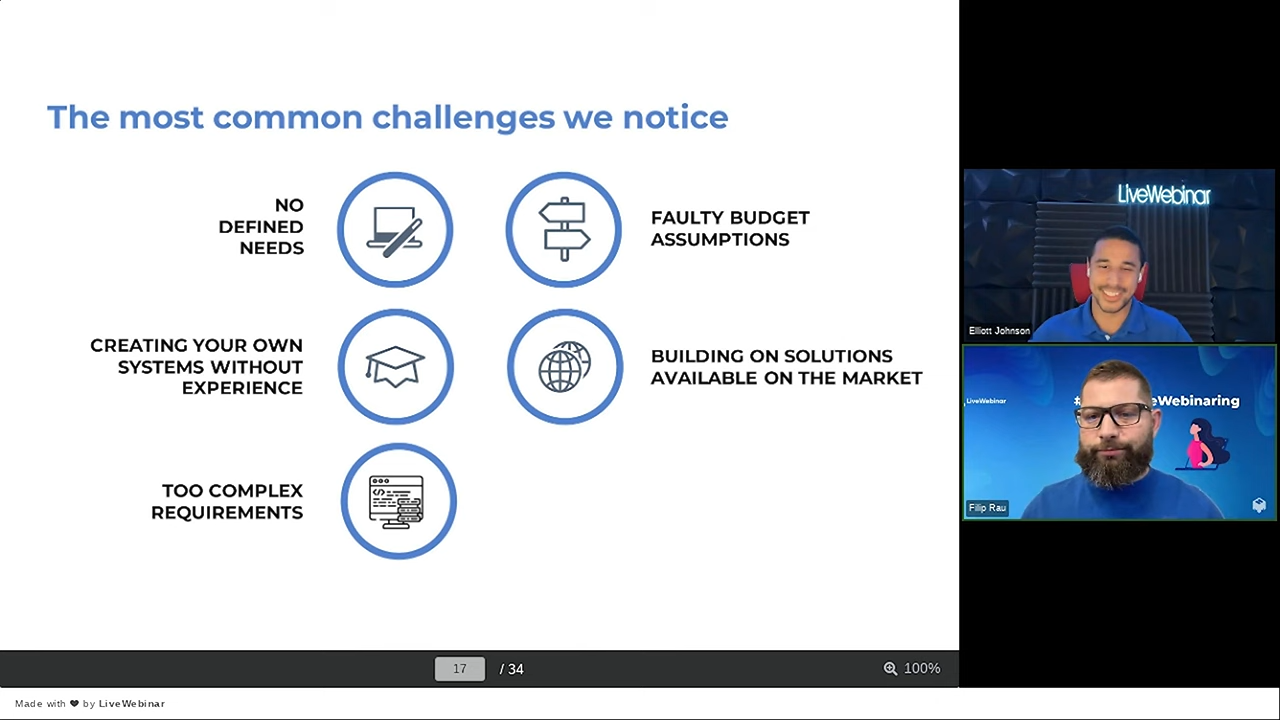 The most common challenges we notice
NO
DEFINED
NEEDS
FAULTY BUDGET
ASSUMPTIONS
CREATING YOUR OWN
SYSTEMS WITHOUT
EXPERIENCE
BUILDING ON SOLUTIONS
AVAILABLE ON THE MARKET
TOO COMPLEX
REQUIREMENTS
17 / 34
100%
Made with ❤ by LiveWebinar
LiveWebinar
Elliott Johnson
LiveWebinar
eWebinaring
Filip Rau